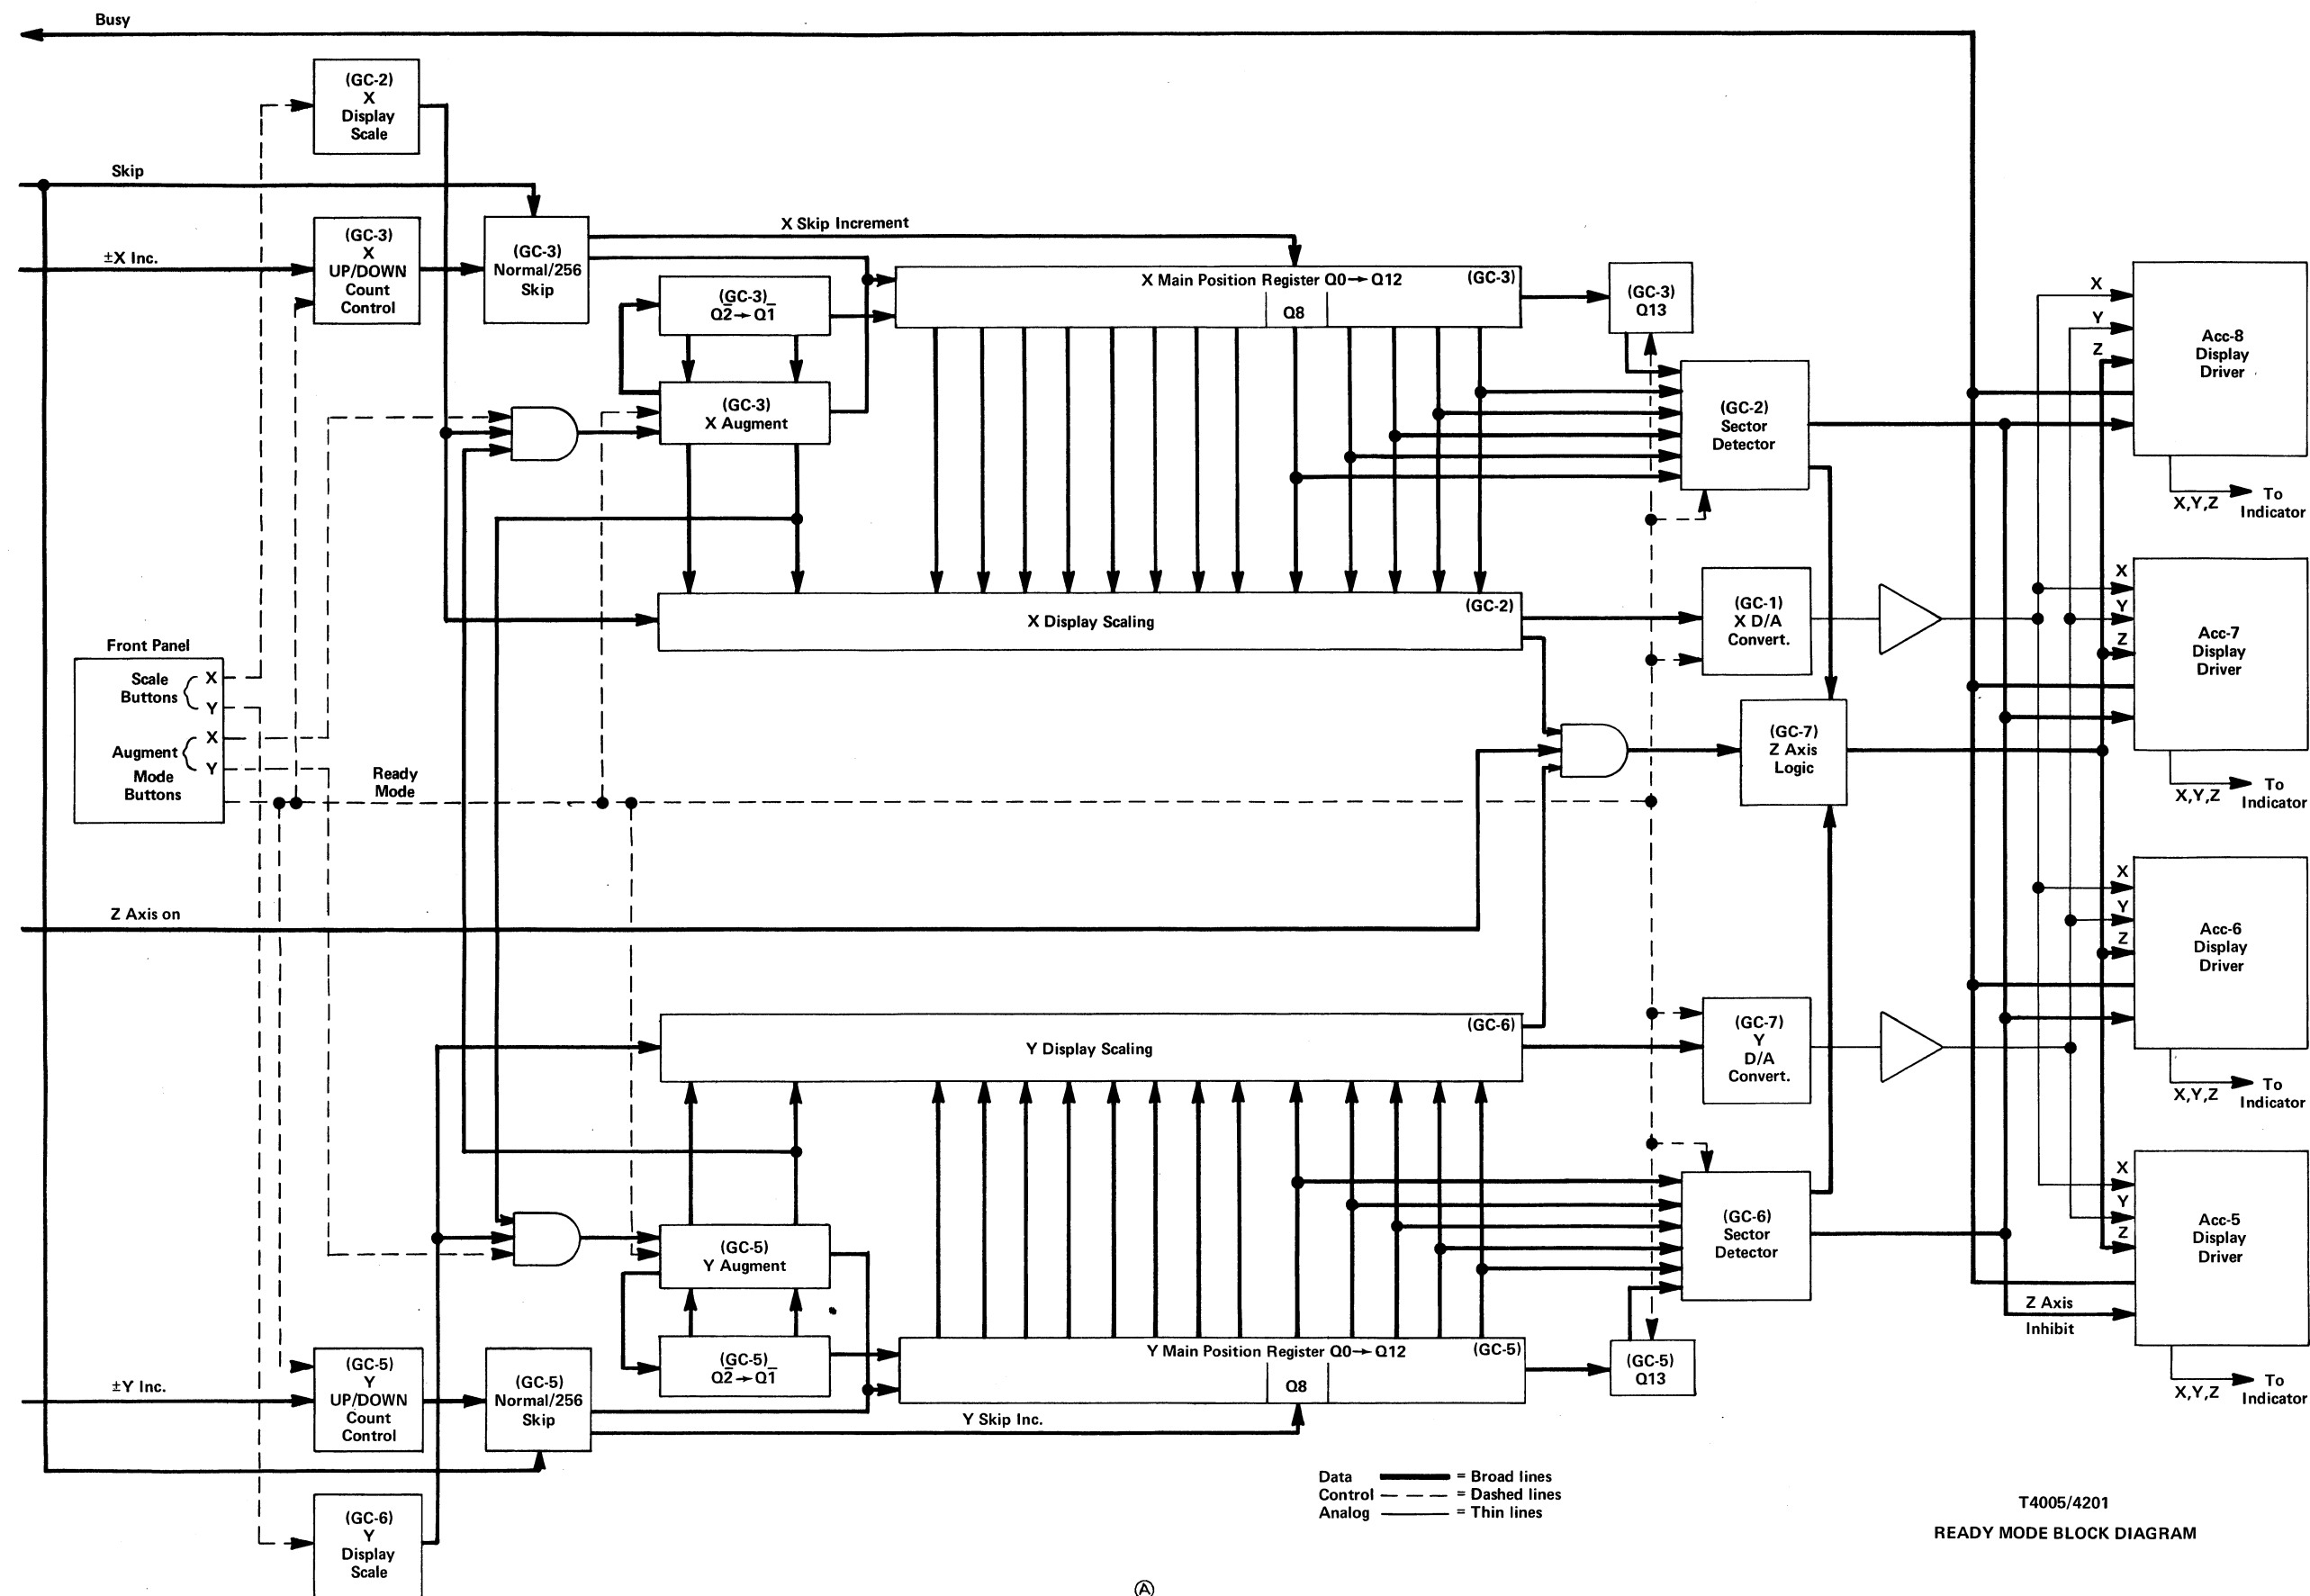 Busy
(GC-2)
X
Display
Scale
Skip
±X Inc.
(GC-3)
X
UP/DOWN
Count
Control
(GC-3)
Normal/256
Skip
X Skip Increment
(GC-3)
Q2→Q1
(GC-3)
X Augment
X Main Position Register Q0→Q12
(GC-3)
Q8
(GC-3)
Q13
(GC-2)
Sector
Detector
X
Y
Z
Acc-8
Display
Driver
X,Y,Z
To
Indicator
X Display Scaling
(GC-2)
(GC-1)
X D/A
Convert.
X
Y
Z
Acc-7
Display
Driver
X,Y,Z
To
Indicator
Front Panel
Scale
Buttons
X
Y
Augment
X
Y
Mode
Buttons
Ready
Mode
(GC-7)
Z Axis
Logic
Z Axis on
X
Y
Z
Acc-6
Display
Driver
X,Y,Z
To
Indicator
Y Display Scaling
(GC-6)
(GC-7)
Y
D/A
Convert.
(GC-5)
Y Augment
(GC-5)
Q2→Q1
(GC-6)
Sector
Detector
X
Y
Z
Acc-5
Display
Driver
Z Axis
Inhibit
X,Y,Z
To
Indicator
±Y Inc.
(GC-5)
Y
UP/DOWN
Count
Control
(GC-5)
Normal/256
Skip
Y Main Position Register Q0→Q12
(GC-5)
Q8
(GC-5)
Q13
Y Skip Inc.
(GC-6)
Y
Display
Scale
Data = Broad lines
Control = Dashed lines
Analog = Thin lines
T4005/4201
READY MODE BLOCK DIAGRAM
A